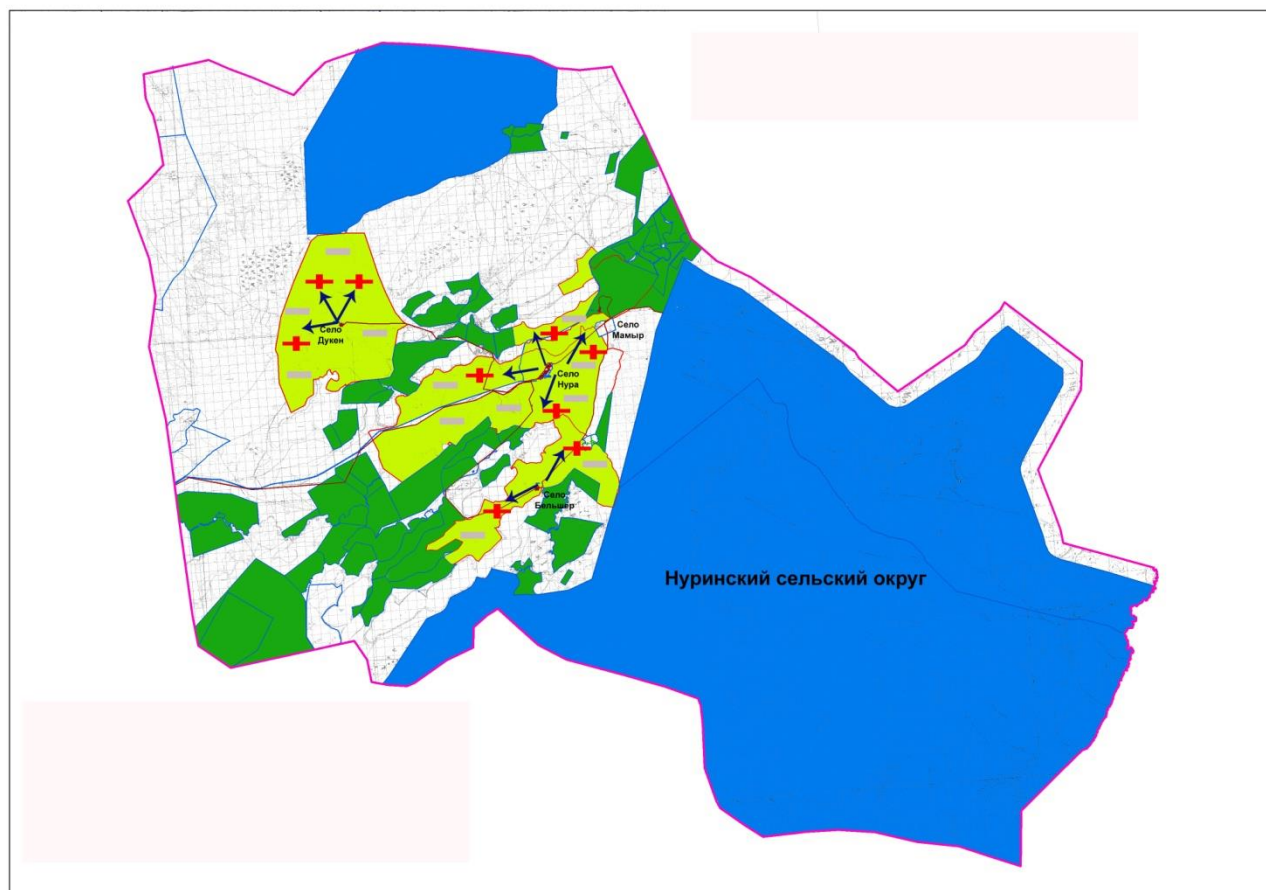 Село
Мамыр
Село
Дукен
Село
Нура
Село
Бельшер
Нуринский сельский округ